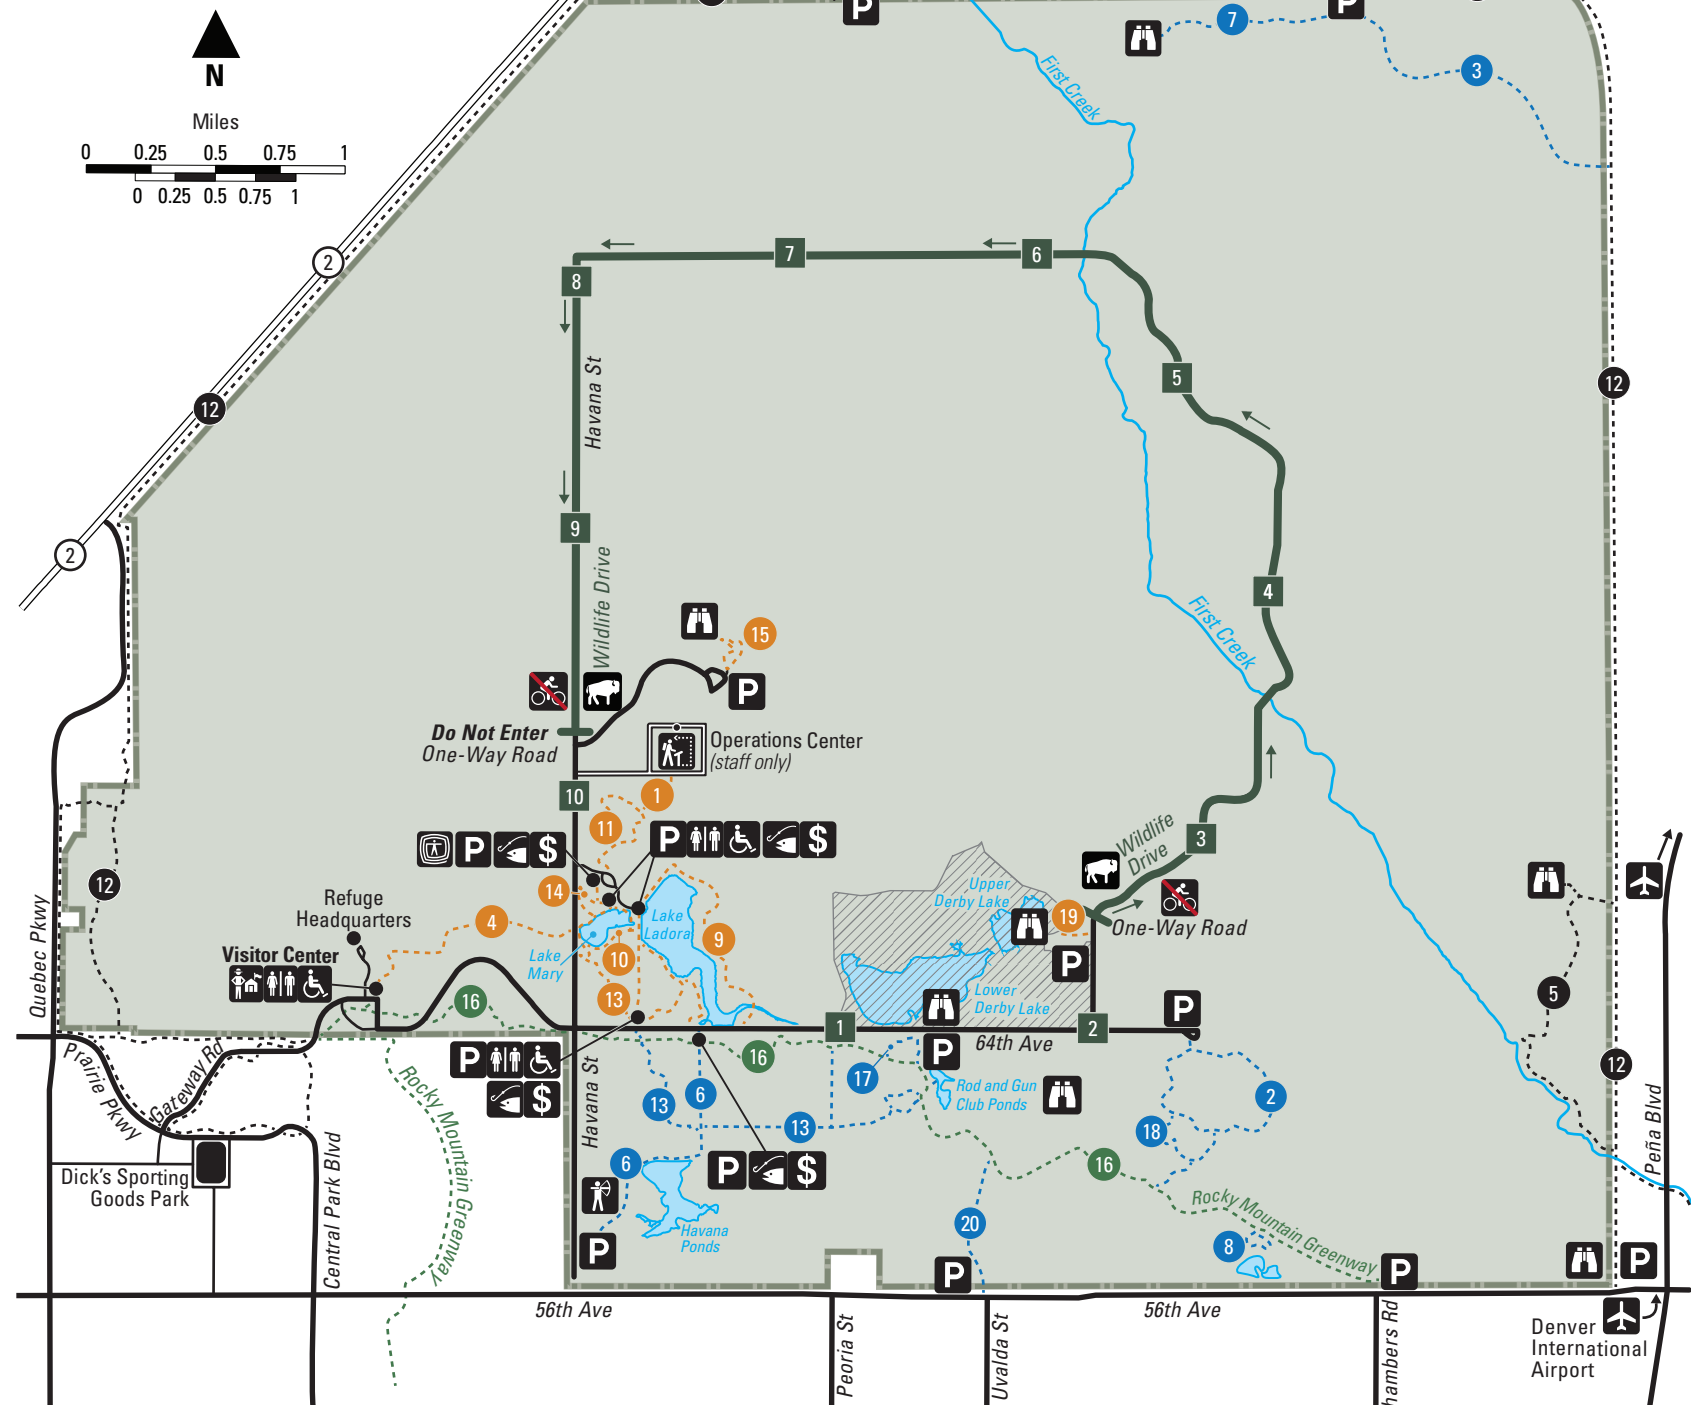 P
P
7
3
N
Miles
0 0.25 0.5 0.75 1
0 0.25 0.5 0.75 1
First Creek
2
12
8
7
6
5
12
Havana St
9
2
4
First Creek
Wildlife Drive
15
P
Do Not Enter
One-Way Road
Operations Center
(staff only)
10
1
11
P $
P $
3
Wildlife
Drive
12
14
Refuge
Headquarters
4
Lake
Ladora
9
Upper
Derby Lake
19
One-Way Road
Visitor Center
Lake
Mary
10
P
Quebec Pkwy
16
13
Lower
Derby Lake
P
5
1
2
64th Ave
Prairie Pkwy
Gateway Rd
P
$
Havana St
16
P
17
Rod and Gun
Club Ponds
12
Rocky Mountain Greenway
13
6
13
2
18
Peña Blvd
Dick's Sporting
Goods Park
Central Park Blvd
6
P $
16
Rocky Mountain Greenway
Havana
Ponds
20
8
P
P
P
P
56th Ave
56th Ave
Peoria St
Uvalda St
hambers Rd
Denver
International
Airport